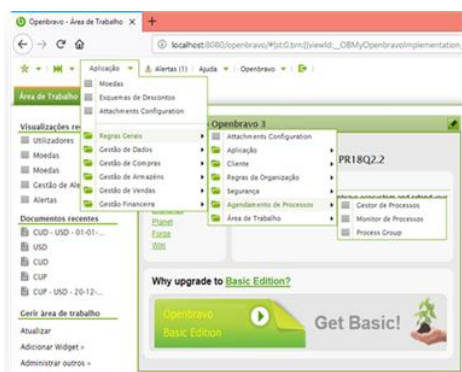 Openbravo - Área de Trabalho
localhost:8080/openbravo/
Aplicação
Alertas (1)
Ajuda
Openbravo
Área de Trabalho
Moedas
Esquemas de Descontos
Attachments Configuration
Regras Gerais
Gestão de Dados
Gestão de Compras
Gestão de Armazéns
Gestão de Vendas
Gestão Financeira
Attachments Configuration
Aplicação
Cliente
Regras da Organização
Segurança
Agendamento de Processos
Área de Trabalho
Gestor de Processos
Monitor de Processos
Process Group
Openbravo 3
PR18Q2.2
Utilizadores
Moedas
Moedas
Gestão de Ale
Alertas
Documentos recentes
CUD - USD - 01-01-...
USD
CUD
CUP
CUP - USD - 20-12-...
Gerir área de trabalho
Atualizar
Adicionar Widget »
Administrar outros »
Planet
Forge
Wiki
Why upgrade to Basic Edition?
Openbravo
Basic Edition
Get Basic!